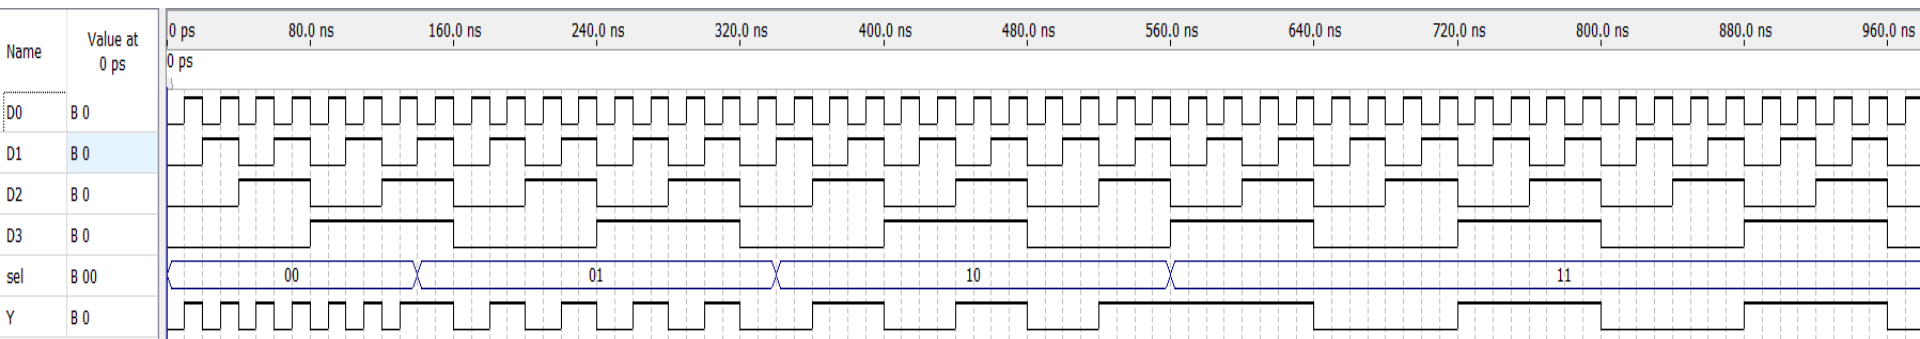 Name
Value at
0 ps
0 ps 80.0 ns 160.0 ns 240.0 ns 320.0 ns 400.0 ns 480.0 ns 560.0 ns 640.0 ns 720.0 ns 800.0 ns 880.0 ns 960.0 ns
0 ps
D0 B 0
D1 B 0
D2 B 0
D3 B 0
sel B 00 00 01 10 11
Y B 0